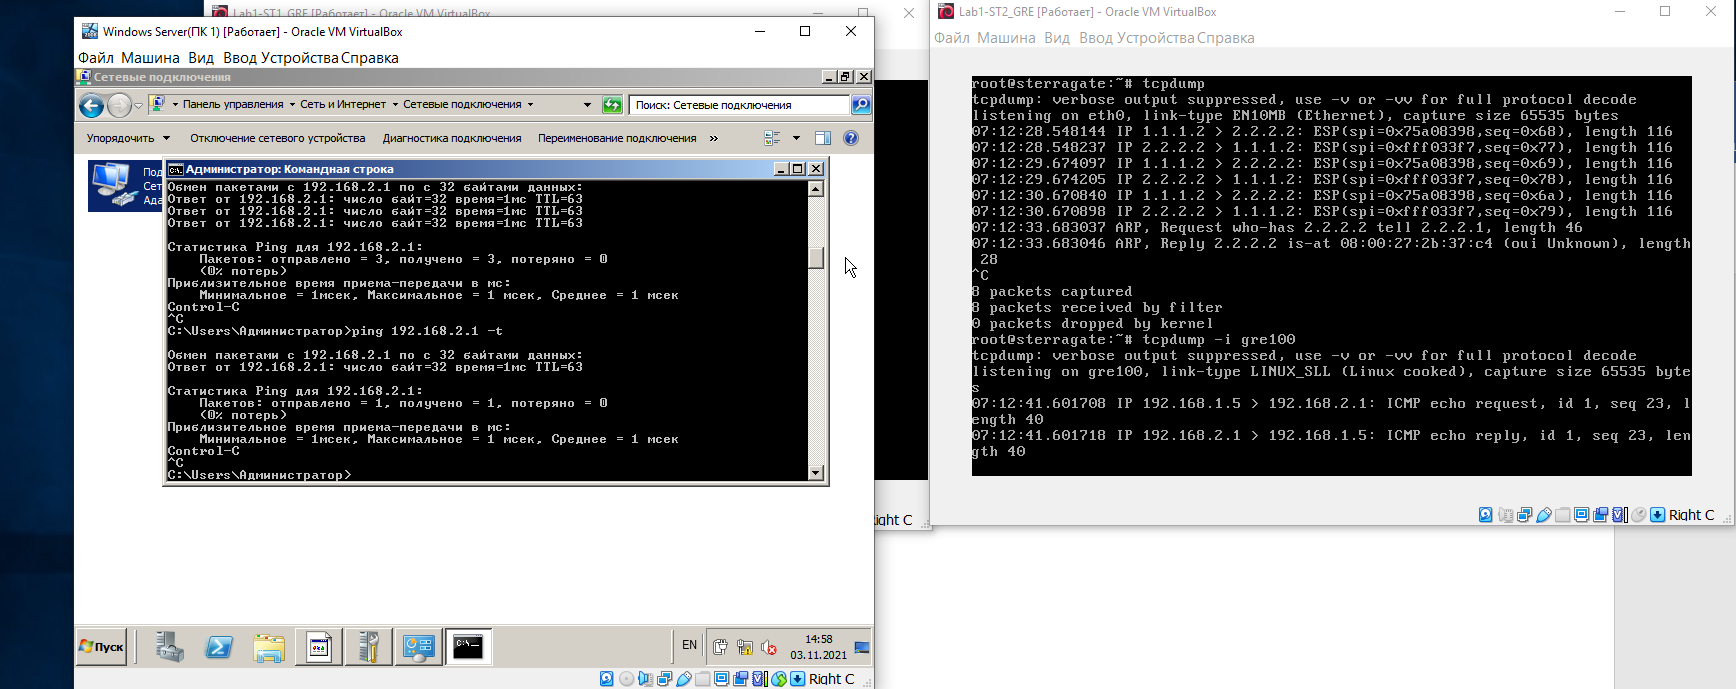 Lab1-ST1_GRE [Работает] - Oracle VM VirtualBox
Windows Server(ПК 1) [Работает] - Oracle VM VirtualBox
Файл Машина Вид Ввод Устройства Справка
Сетевые подключения
Панель управления Сеть и Интернет Сетевые подключения
Поиск: Сетевые подключения
Упорядочить Отключение сетевого устройства Диагностика подключения Переименование подключения »
Под
Сет
Ада
Администратор: Командная строка
Обмен пакетами с 192.168.2.1 по с 32 байтами данных:
Ответ от 192.168.2.1: число байт=32 время=1мс TTL=63
Ответ от 192.168.2.1: число байт=32 время=1мс TTL=63
Ответ от 192.168.2.1: число байт=32 время=1мс TTL=63
Статистика Ping для 192.168.2.1:
Пакетов: отправлено = 3, получено = 3, потеряно = 0
(0% потерь)
Приблизительное время приема-передачи в мс:
Минимальное = 1мсек, Максимальное = 1 мсек, Среднее = 1 мсек
Control-C
^C
C:\Users\Администратор>ping 192.168.2.1 -t
Обмен пакетами с 192.168.2.1 по с 32 байтами данных:
Ответ от 192.168.2.1: число байт=32 время=1мс TTL=63
Статистика Ping для 192.168.2.1:
Пакетов: отправлено = 1, получено = 1, потеряно = 0
(0% потерь)
Приблизительное время приема-передачи в мс:
Минимальное = 1мсек, Максимальное = 1 мсек, Среднее = 1 мсек
Control-C
^C
C:\Users\Администратор>
Пуск
EN
14:58
03.11.2021
Right C
ight C
Lab1-ST2_GRE [Работает] - Oracle VM VirtualBox
Файл Машина Вид Ввод Устройства Справка
root@sterragate:~# tcpdump
tcpdump: verbose output suppressed, use -v or -vv for full protocol decode
listening on eth0, link-type EN10MB (Ethernet), capture size 65535 bytes
07:12:28.548144 IP 1.1.1.2 > 2.2.2.2: ESP(spi=0x75a08398,seq=0x68), length 116
07:12:28.548237 IP 2.2.2.2 > 1.1.1.2: ESP(spi=0xfff033f7,seq=0x77), length 116
07:12:29.674097 IP 1.1.1.2 > 2.2.2.2: ESP(spi=0x75a08398,seq=0x69), length 116
07:12:29.674205 IP 2.2.2.2 > 1.1.1.2: ESP(spi=0xfff033f7,seq=0x78), length 116
07:12:30.670840 IP 1.1.1.2 > 2.2.2.2: ESP(spi=0x75a08398,seq=0x6a), length 116
07:12:30.670898 IP 2.2.2.2 > 1.1.1.2: ESP(spi=0xfff033f7,seq=0x79), length 116
07:12:33.683037 ARP, Request who-has 2.2.2.2 tell 2.2.2.1, length 46
07:12:33.683046 ARP, Reply 2.2.2.2 is-at 08:00:27:2b:37:c4 (oui Unknown), length
28
^C
8 packets captured
8 packets received by filter
0 packets dropped by kernel
root@sterragate:~# tcpdump -i gre100
tcpdump: verbose output suppressed, use -v or -vv for full protocol decode
listening on gre100, link-type LINUX_SLL (Linux cooked), capture size 65535 byte
s
07:12:41.601708 IP 192.168.1.5 > 192.168.2.1: ICMP echo request, id 1, seq 23, l
ength 40
07:12:41.601718 IP 192.168.2.1 > 192.168.1.5: ICMP echo reply, id 1, seq 23, len
gth 40
Right C